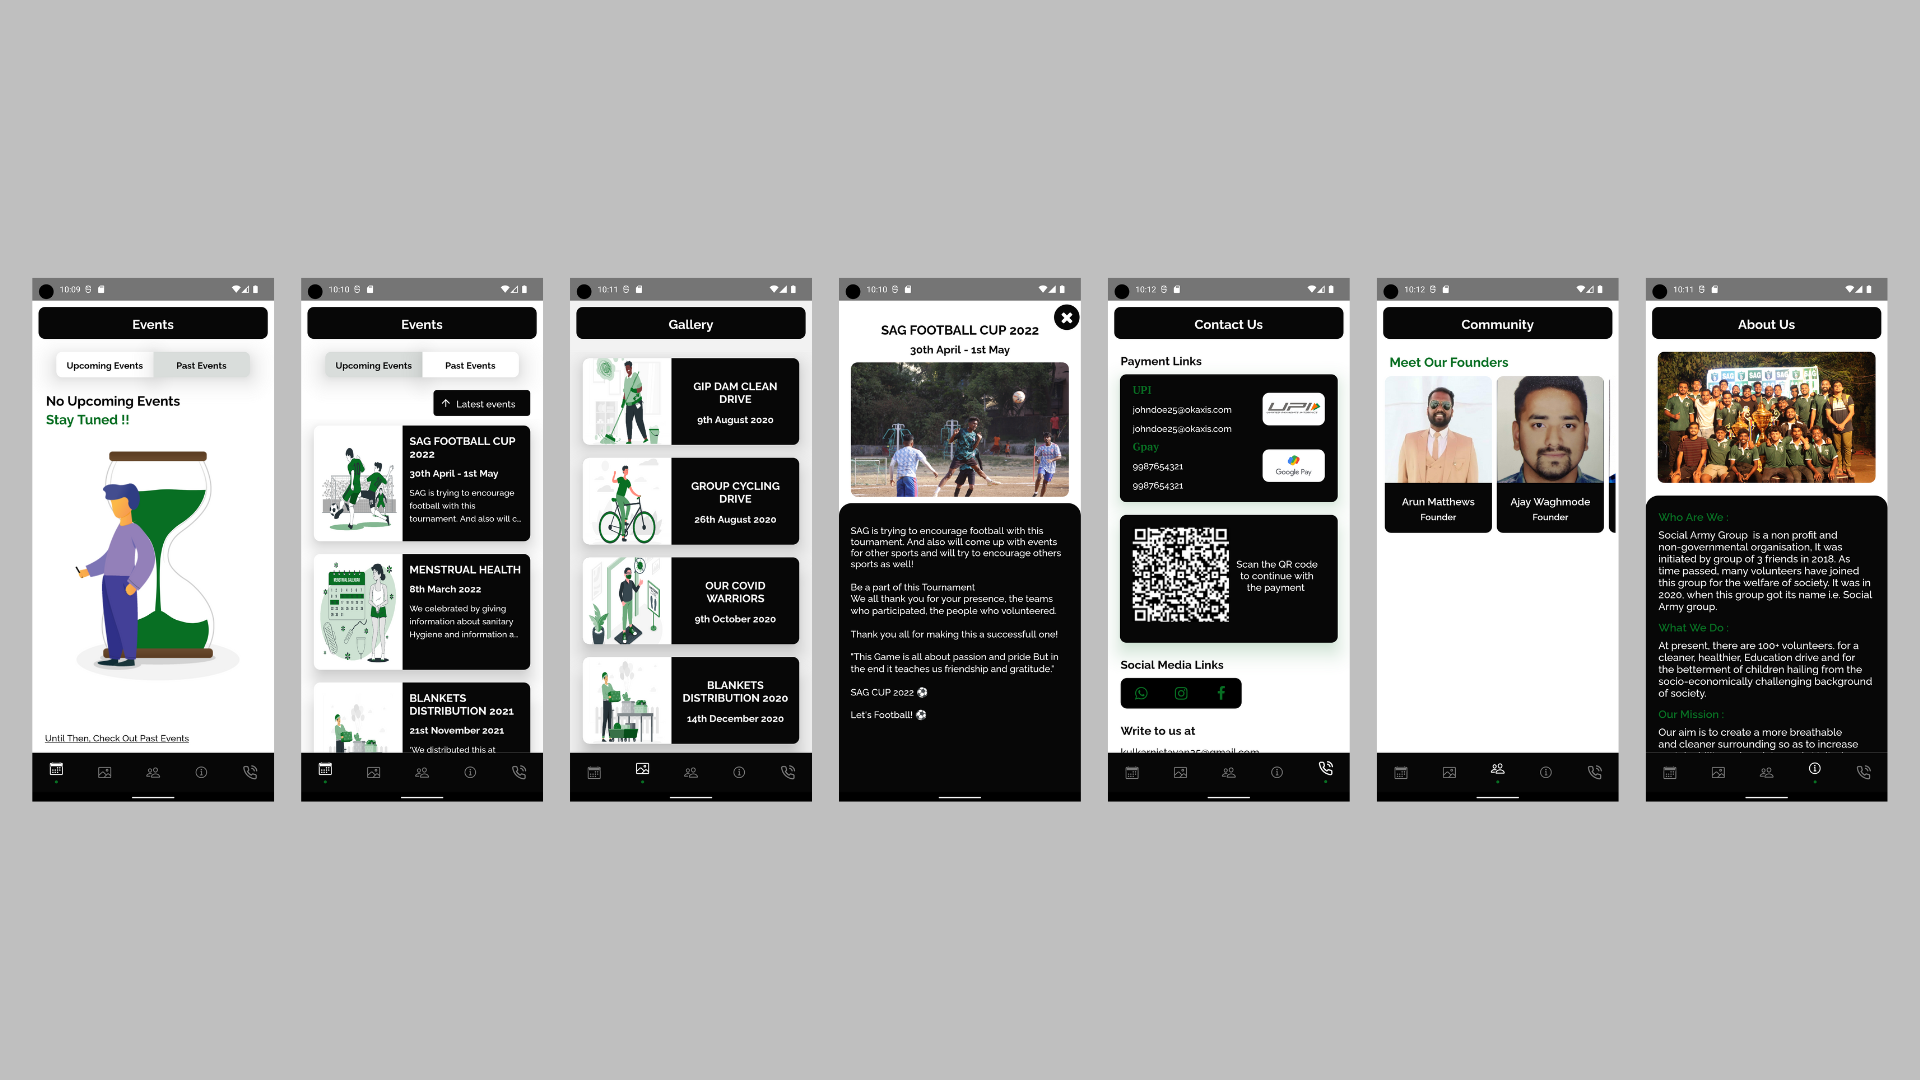 10:09
Events
Upcoming Events
Past Events
No Upcoming Events
Stay Tuned !!
Until Then, Check Out Past Events
10:10
Events
Upcoming Events
Past Events
Latest events
SAG FOOTBALL CUP
2022
30th April - 1st May
SAG is trying to encourage
football with this
tournament. And also will c...
MENSTRUAL HEALTH
8th March 2022
We celebrated by giving
information about sanitary
Hygiene and information a...
BLANKETS
DISTRIBUTION 2021
21st November 2021
"We distributed this at
10:11
Gallery
GIP DAM CLEAN
DRIVE
9th August 2020
GROUP CYCLING
DRIVE
26th August 2020
OUR COVID
WARRIORS
9th October 2020
BLANKETS
DISTRIBUTION 2020
14th December 2020
10:10
SAG FOOTBALL CUP 2022
30th April - 1st May
SAG is trying to encourage football with this
tournament. And also will come up with events
for other sports and will try to encourage others
sports as well!
Be a part of this Tournament
We all thank you for your presence, the teams
who participated, the people who volunteered.
Thank you all for making this a successfull one!
"This Game is all about passion and pride But in
the end it teaches us friendship and gratitude."
SAG CUP 2022 ⚽
Let's Football! ⚽
10:12
Contact Us
Payment Links
UPI
johndoe25@okaxis.com
johndoe25@okaxis.com
UPI
Gpay
9987654321
9987654321
Google Pay
Scan the QR code
to continue with
the payment
Social Media Links
Write to us at
kulkarnistavan25@gmail.com
10:12
Community
Meet Our Founders
Arun Matthews
Founder
Ajay Waghmode
Founder
10:11
About Us
SAG
Who Are We :
Social Army Group is a non profit and
non-governmental organisation, It was
initiated by group of 3 friends in 2018. As
time passed, many volunteers have joined
this group for the welfare of society. It was in
2020, when this group got its name i.e. Social
Army group.
What We Do :
At present, there are 100+ volunteers. for a
cleaner, healthier, Education drive and for
the betterment of children hailing from the
socio-economically challenging background
of society.
Our Mission :
Our aim is to create a more breathable
and cleaner surrounding so as to increase